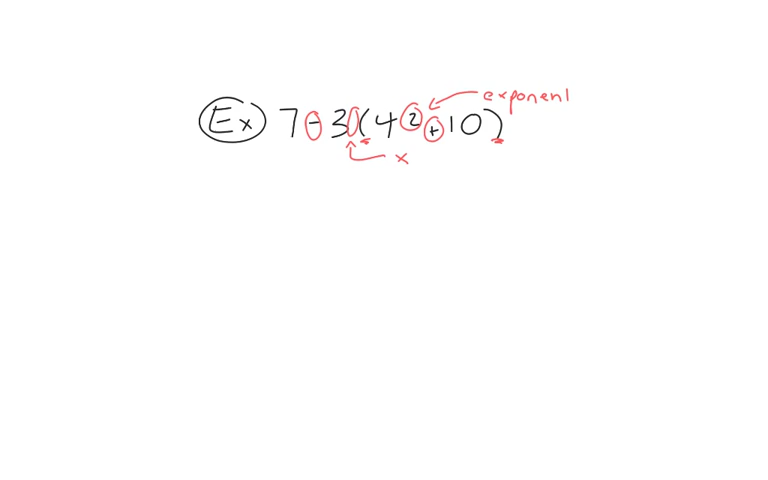 exponent
Ex 7 - 3(4² + 10)
x